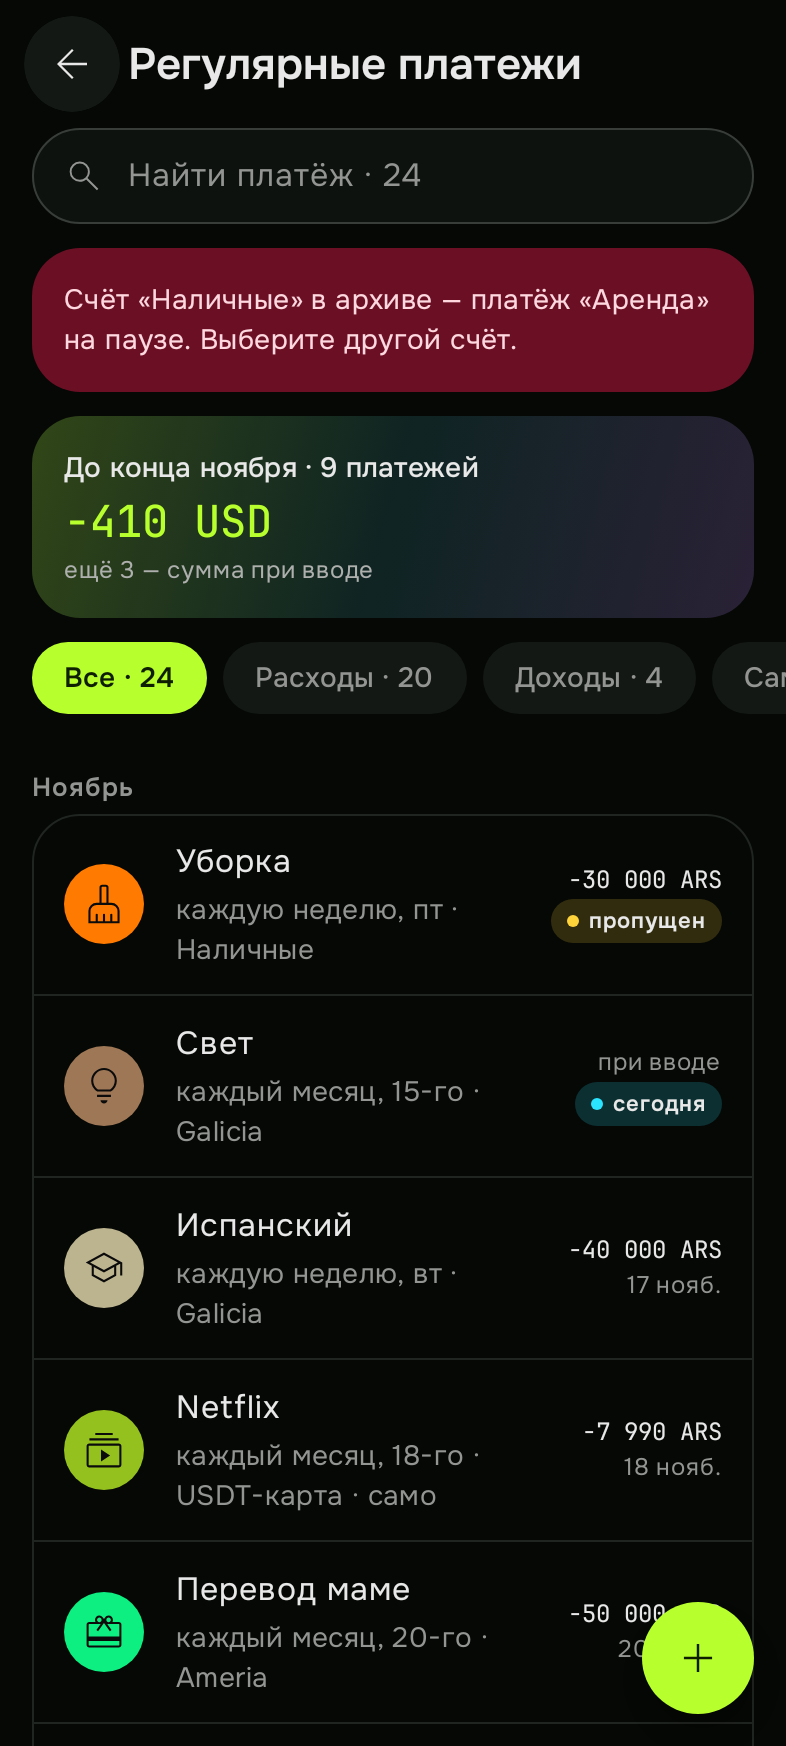 Регулярные платежи
Найти платёж · 24
Счёт «Наличные» в архиве — платёж «Аренда»
на паузе. Выберите другой счёт.
До конца ноября · 9 платежей
-410 USD
ещё 3 — сумма при вводе
Все · 24
Расходы · 20
Доходы · 4
Ноябрь
Уборка
каждую неделю, пт ·
Наличные
-30 000 ARS
пропущен
Свет
каждый месяц, 15-го ·
Galicia
при вводе
сегодня
Испанский
каждую неделю, вт ·
Galicia
-40 000 ARS
17 нояб.
Netflix
каждый месяц, 18-го ·
USDT-карта · само
-7 990 ARS
18 нояб.
Перевод маме
каждый месяц, 20-го ·
Ameria
-50 000
20